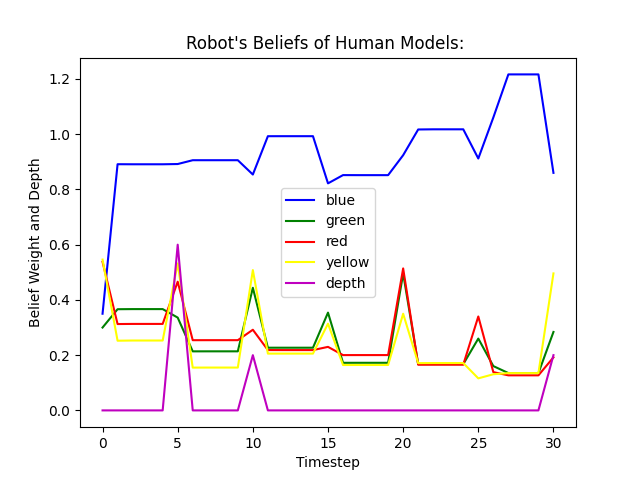 Robot's Beliefs of Human Models:
Belief Weight and Depth
1.2
1.0
0.8
0.6
0.4
0.2
0.0
blue
green
red
yellow
depth
0 5 10 15 20 25 30
Timestep